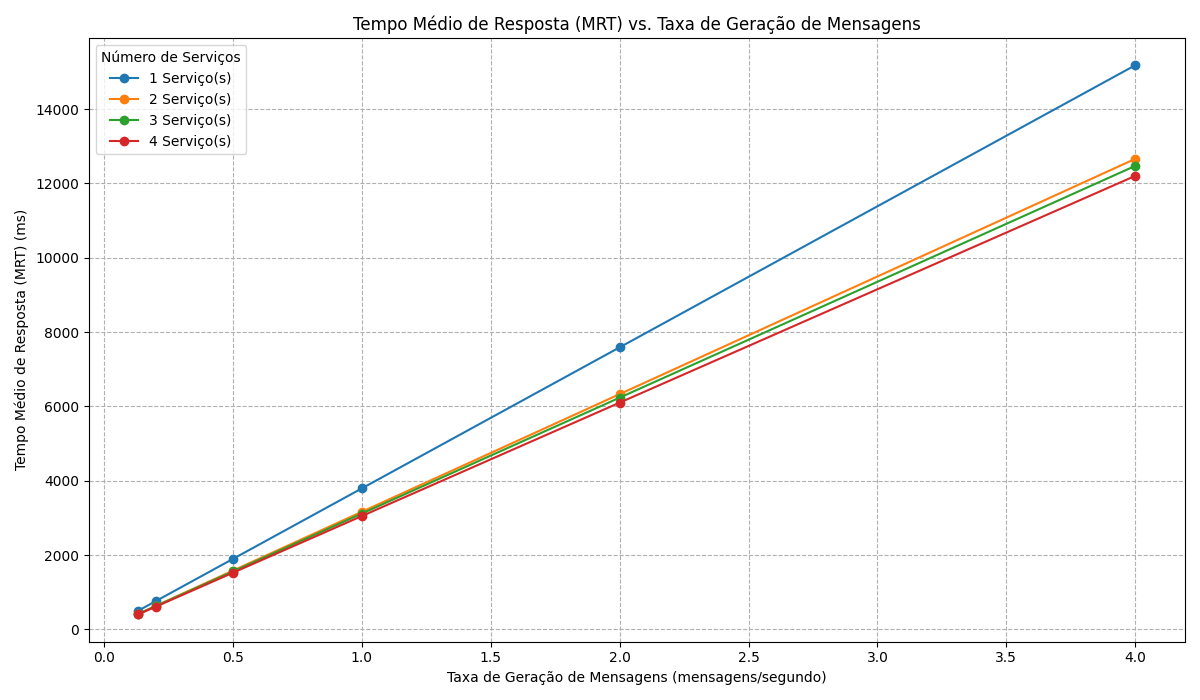 Tempo Médio de Resposta (MRT) vs. Taxa de Geração de Mensagens
Número de Serviços
1 Serviço(s)
2 Serviço(s)
3 Serviço(s)
4 Serviço(s)
Tempo Médio de Resposta (MRT) (ms)
14000
12000
10000
8000
6000
4000
2000
0
0.0 0.5 1.0 1.5 2.0 2.5 3.0 3.5 4.0
Taxa de Geração de Mensagens (mensagens/segundo)